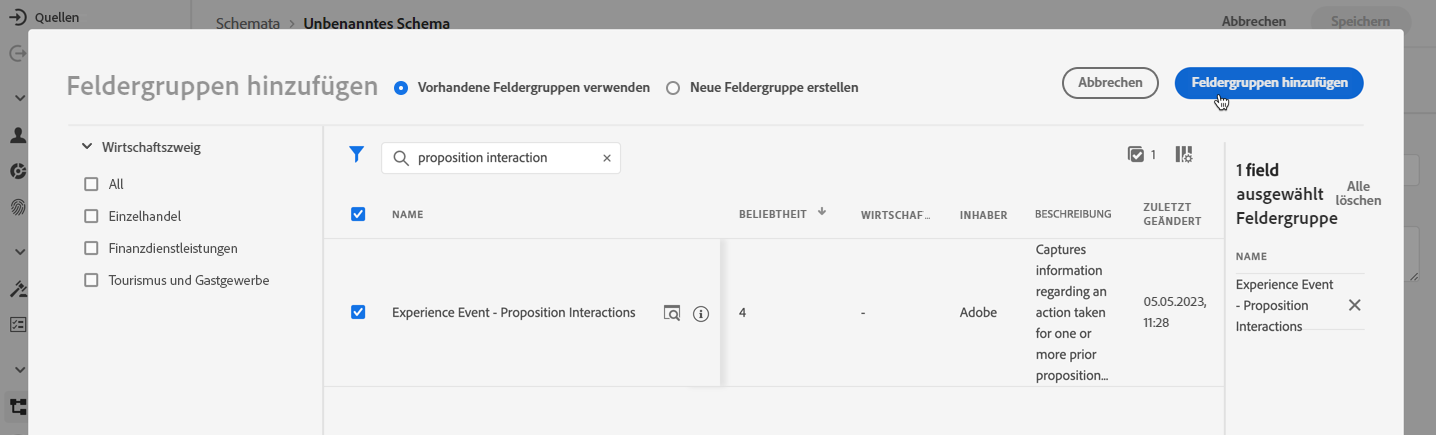 Quellen
Schemata > Unbenanntes Schema
Abbrechen
Speichern
Feldergruppen hinzufügen
Vorhandene Feldergruppen verwenden
Neue Feldergruppe erstellen
Abbrechen
Feldergruppen hinzufügen
Wirtschaftszweig
All
Einzelhandel
Finanzdienstleistungen
Tourismus und Gastgewerbe
proposition interaction
1
NAME
BELIEBTHEIT
WIRTSCHAF...
INHABER
BESCHREIBUNG
ZULETZT
GEÄNDERT
Experience Event - Proposition Interactions
4
-
Adobe
Captures
information
regarding an
action taken
for one or
more prior
proposition...
05.05.2023,
11:28
1 field
ausgewählt
Feldergruppe
Alle
löschen
NAME
Experience Event
- Proposition
Interactions